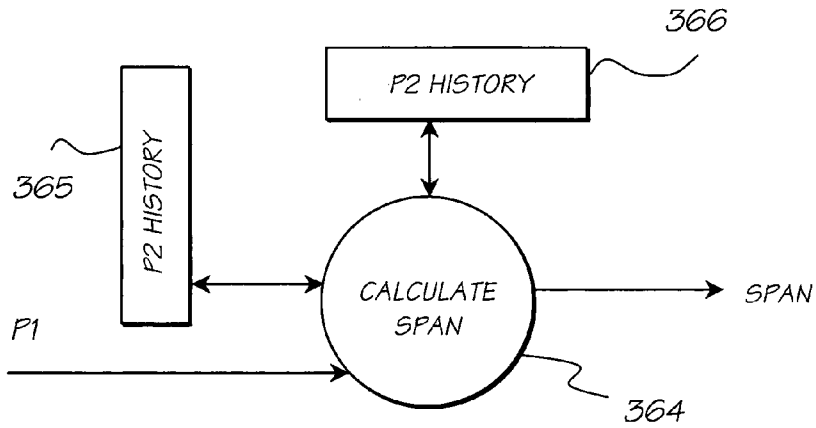 366
P2 HISTORY
365
P2 HISTORY
CALCULATE
SPAN
SPAN
P1
364